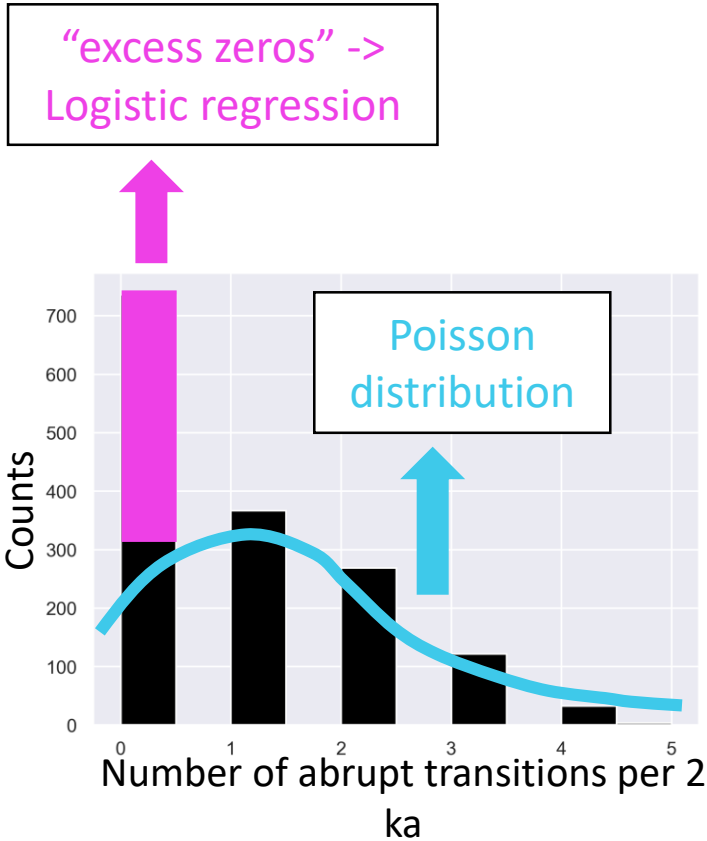 “excess zeros” ->
Logistic regression
Poisson
distribution
Counts
700
600
500
400
300
200
100
0
0 1 2 3 4 5
Number of abrupt transitions per 2
ka